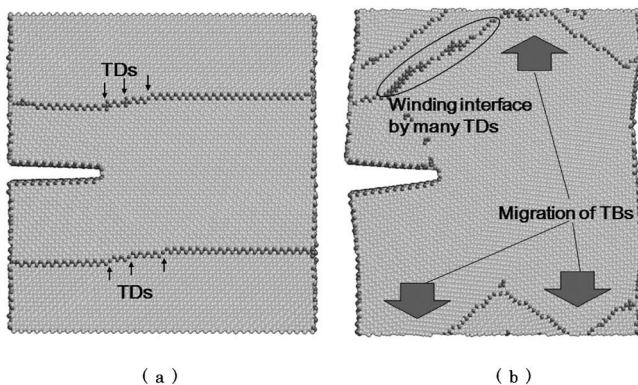 TDs
TDs
(a)
Winding interface
by many TDs
Migration of TBs
(b)